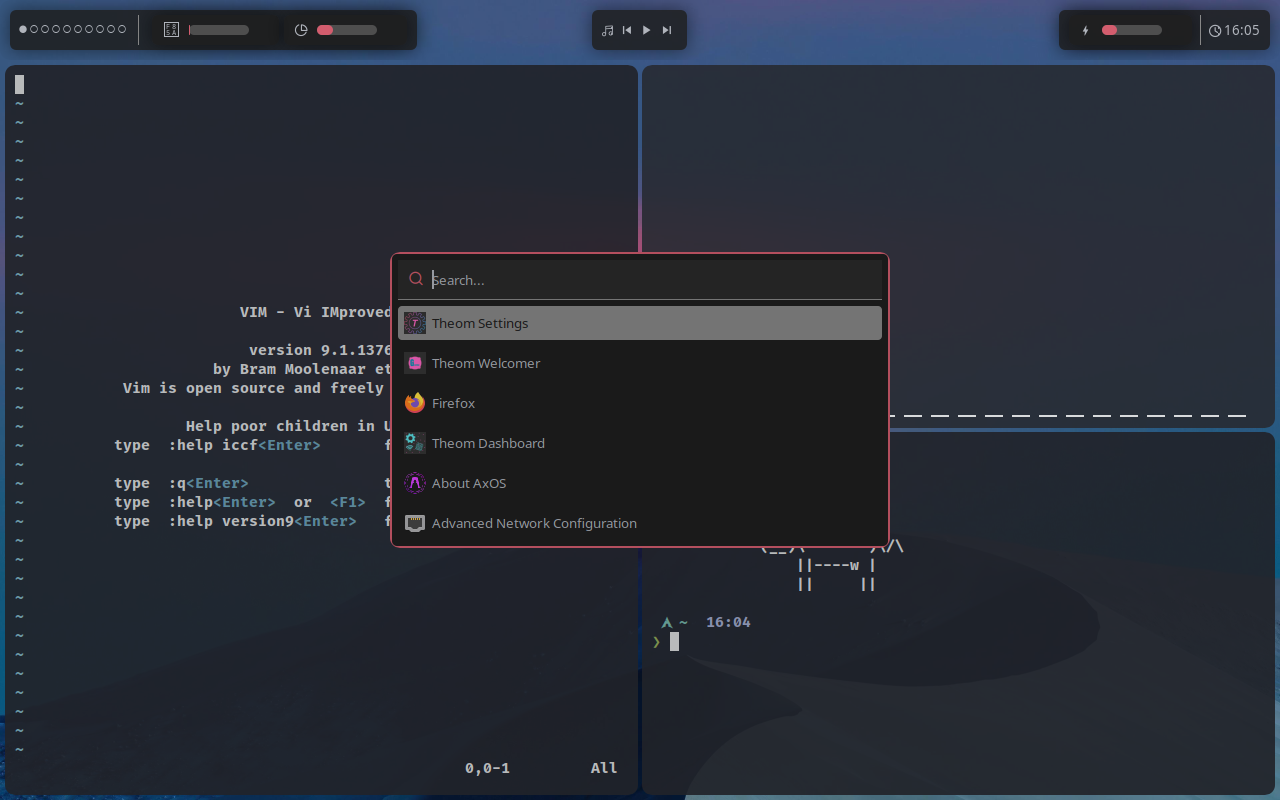 16:05
VIM - Vi IMproved
version 9.1.1376
by Bram Moolenaar et
Vim is open source and freely
Help poor children in U
type  :help iccf<Enter>       f
type  :q<Enter>               t
type  :help<Enter>  or  <F1>  f
type  :help version9<Enter>   f
0,0-1         All
Search...
Theom Settings
Theom Welcomer
Firefox
Theom Dashboard
About AxOS
Advanced Network Configuration
(__)\       )\/\
||----w |
||     ||
~  16:04
❯